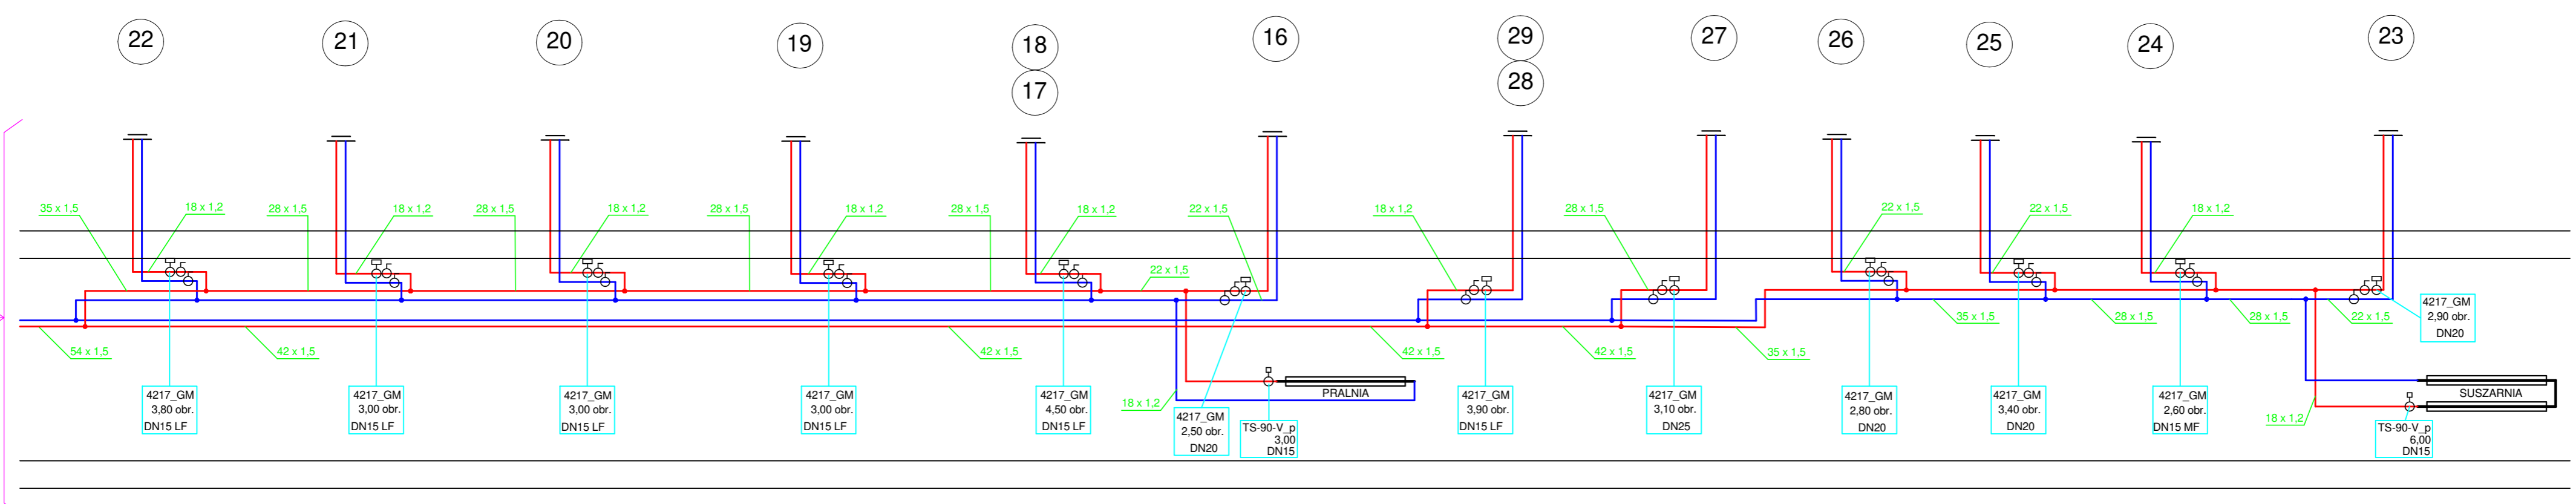 22
21
20
19
18
17
16
29
28
27
26
25
24
23
35 x 1,5
18 x 1,2
28 x 1,5
18 x 1,2
28 x 1,5
18 x 1,2
28 x 1,5
18 x 1,2
28 x 1,5
18 x 1,2
22 x 1,5
18 x 1,2
28 x 1,5
22 x 1,5
22 x 1,5
18 x 1,2
22 x 1,5
54 x 1,5
42 x 1,5
42 x 1,5
42 x 1,5
42 x 1,5
35 x 1,5
35 x 1,5
28 x 1,5
28 x 1,5
22 x 1,5
4217_GM
2,90 obr.
DN20
4217_GM
3,80 obr.
DN15 LF
4217_GM
3,00 obr.
DN15 LF
4217_GM
3,00 obr.
DN15 LF
4217_GM
3,00 obr.
DN15 LF
4217_GM
4,50 obr.
DN15 LF
18 x 1,2
4217_GM
2,50 obr.
DN20
TS-90-V_p
3,00
DN15
PRALNIA
4217_GM
3,90 obr.
DN15 LF
4217_GM
3,10 obr.
DN25
4217_GM
2,80 obr.
DN20
4217_GM
3,40 obr.
DN20
4217_GM
2,60 obr.
DN15 MF
18 x 1,2
SUSZARNIA
TS-90-V_p
6,00
DN15